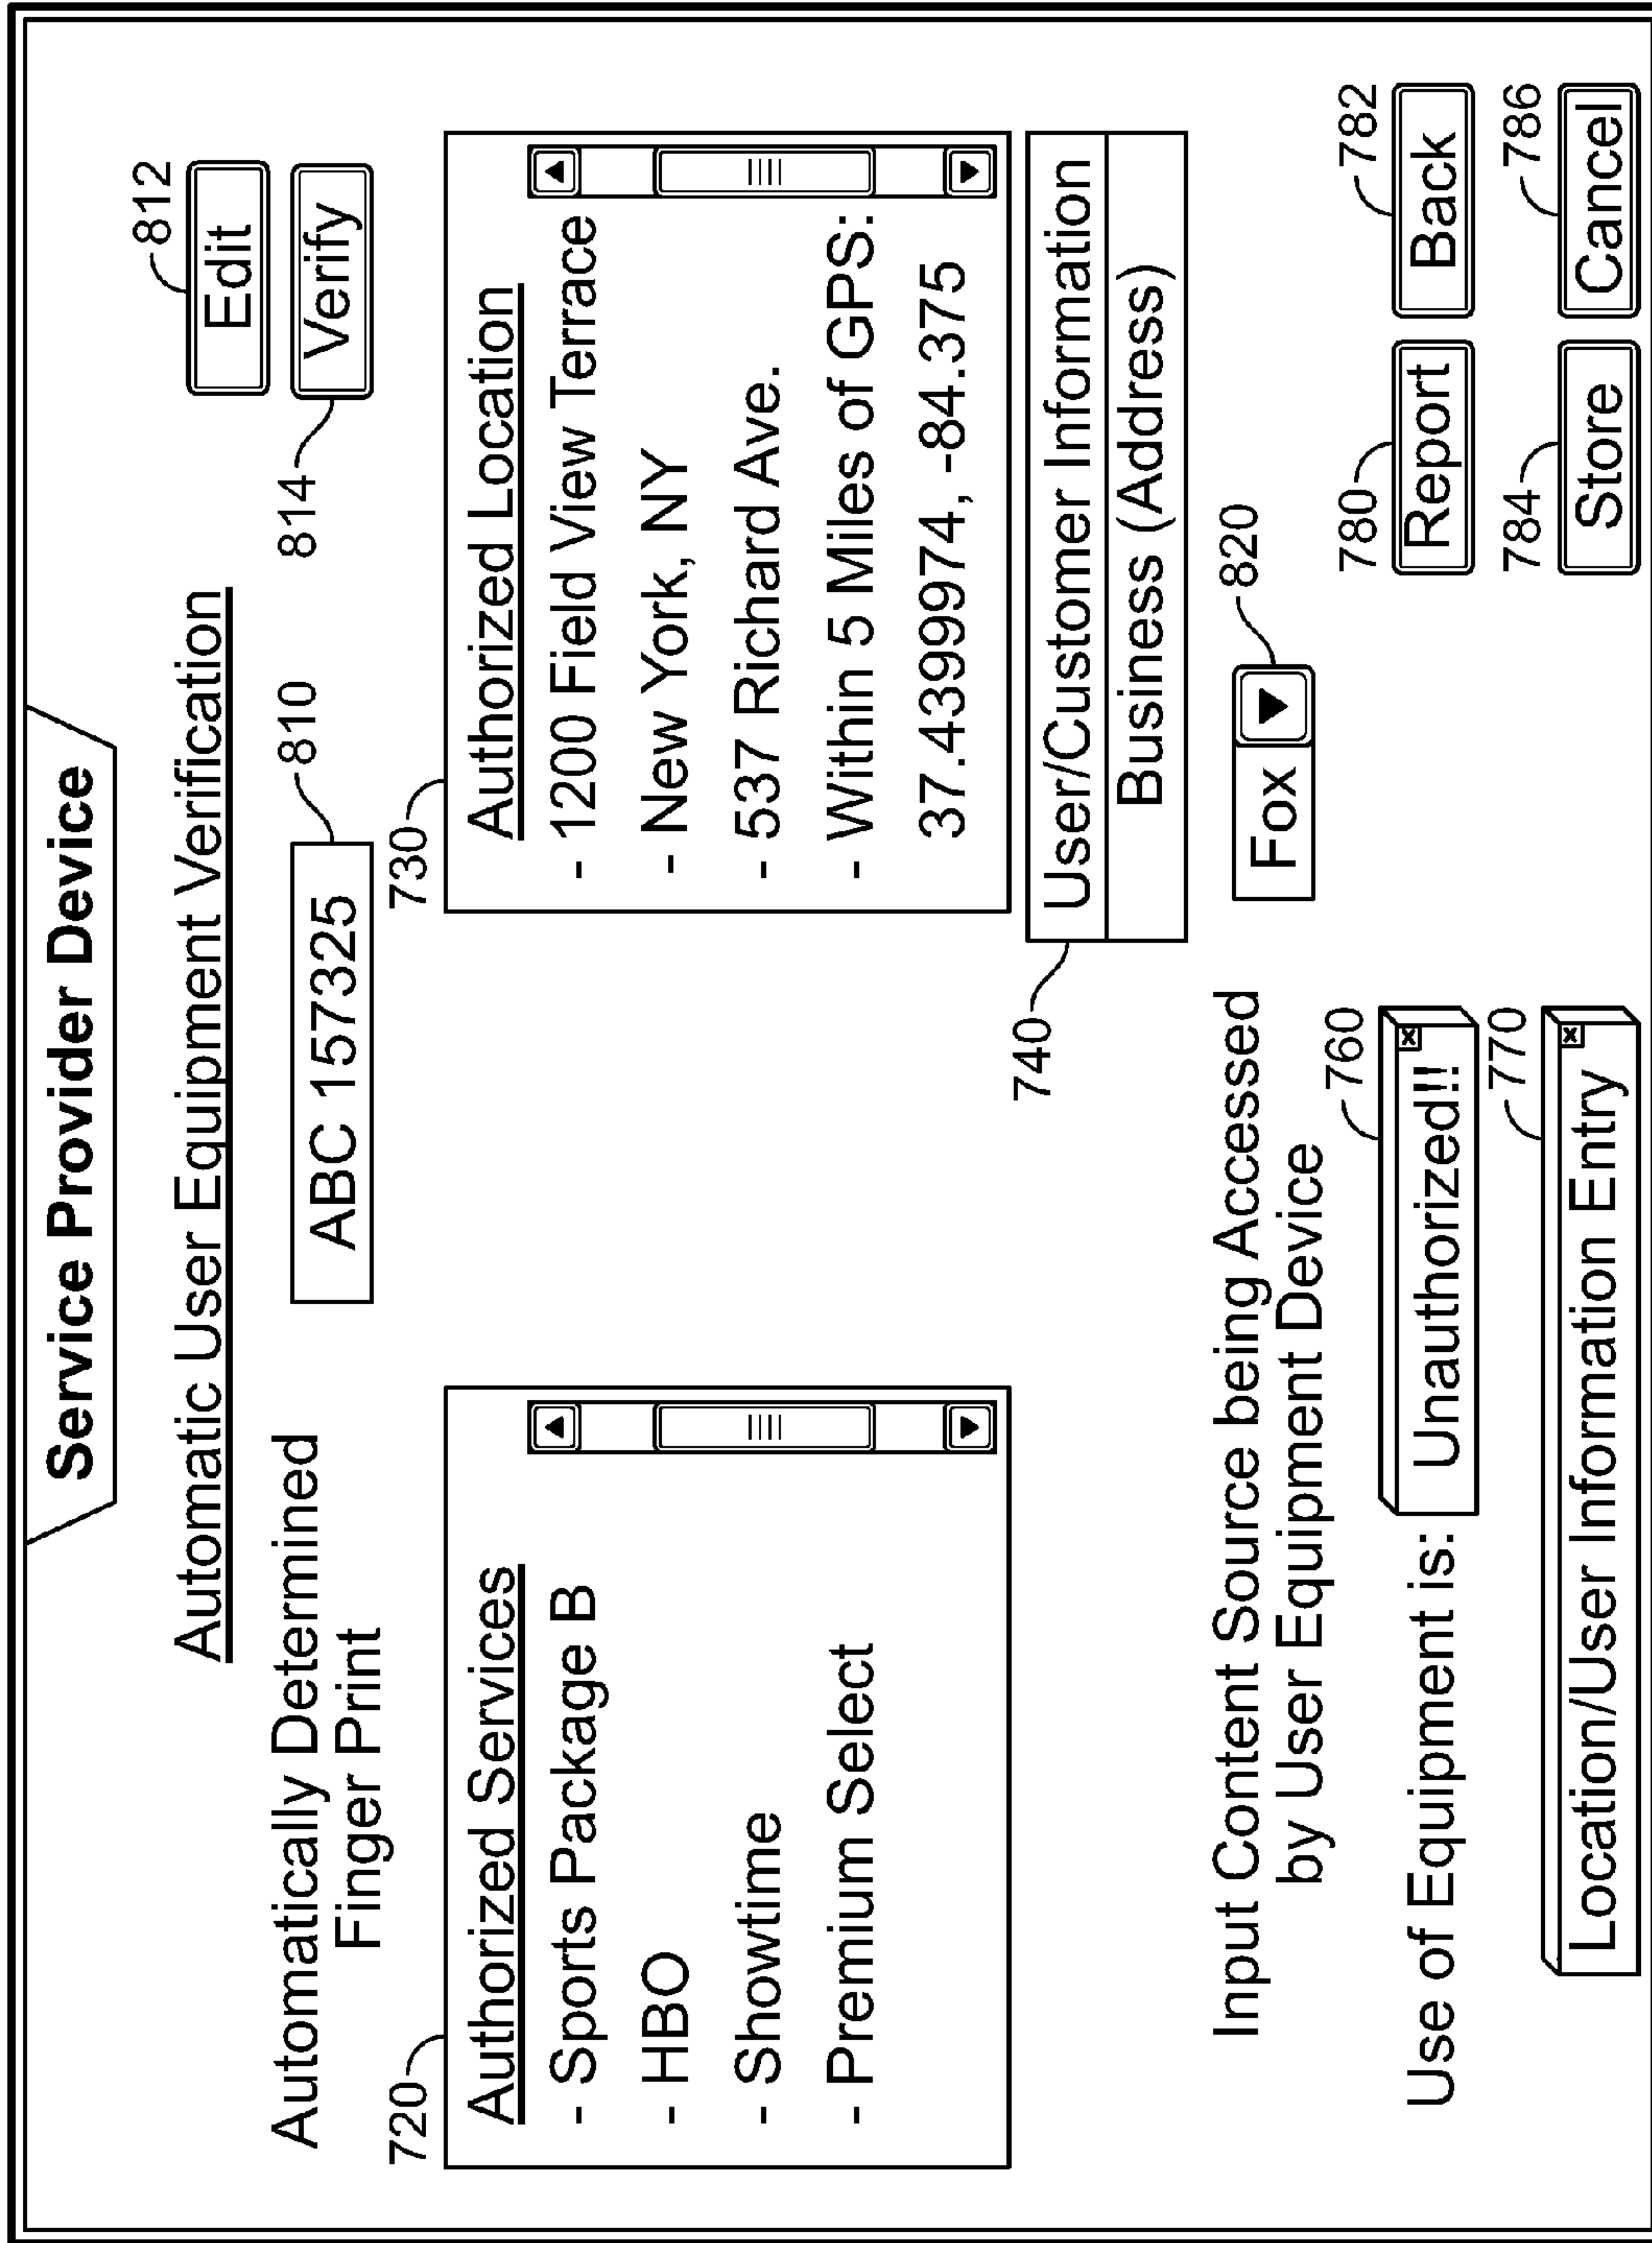 Service Provider Device
Automatic User Equipment Verification
Automatically Determined
Finger Print
ABC 157325
810
Edit
812
Verify
814
720
Authorized Services
- Sports Package B
- HBO
- Showtime
- Premium Select
730
Authorized Location
- 1200 Field View Terrace
- New York, NY
- 537 Richard Ave.
- Within 5 Miles of GPS:
37.4399974, -84.375
740
User/Customer Information
Business (Address)
Input Content Source being Accessed
by User Equipment Device
Fox
820
Use of Equipment is:
Unauthorized!!
x
760
Location/User Information Entry
x
770
780
Report
782
Back
784
Store
786
Cancel